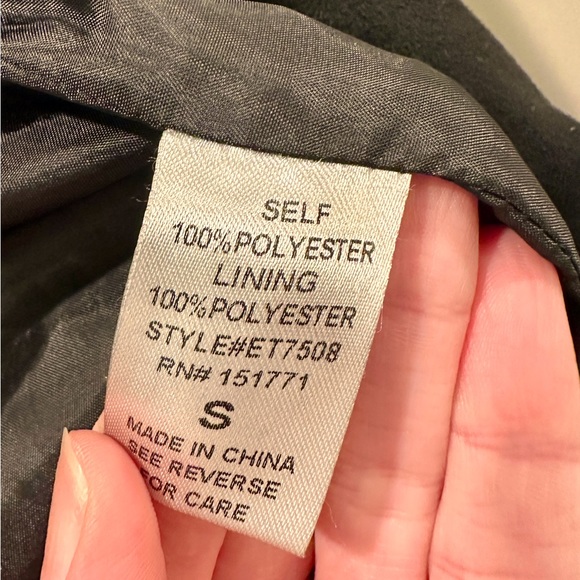 SELF
100%POLYESTER
LINING
100%POLYESTER
STYLE#ET7508
RN# 151771
S
MADE IN CHINA
SEE REVERSE
FOR CARE